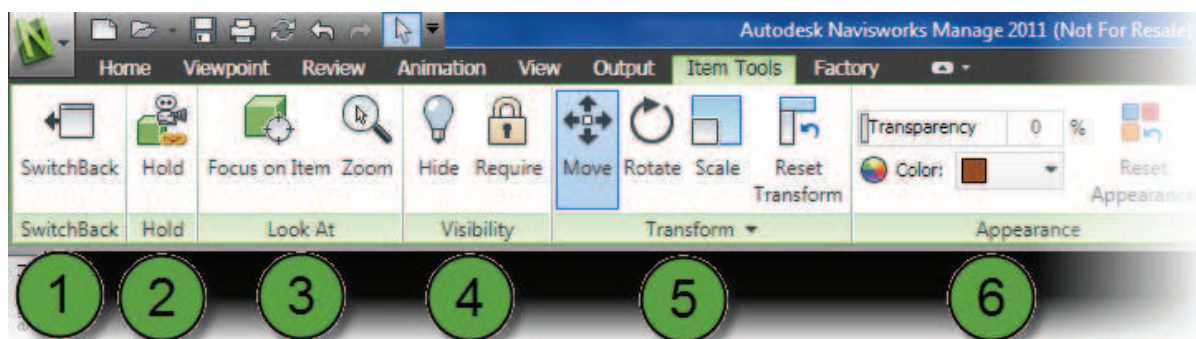 Autodesk Navisworks Manage 2011 (Not For Resale)
Home Viewpoint Review Animation View Output Item Tools Factory
Transparency 0 %
Color:
SwitchBack Hold Focus on Item Zoom Hide Require Move Rotate Scale Reset Transform Reset Appearance
SwitchBack Hold Look At Visibility Transform Appearance
1 2 3 4 5 6